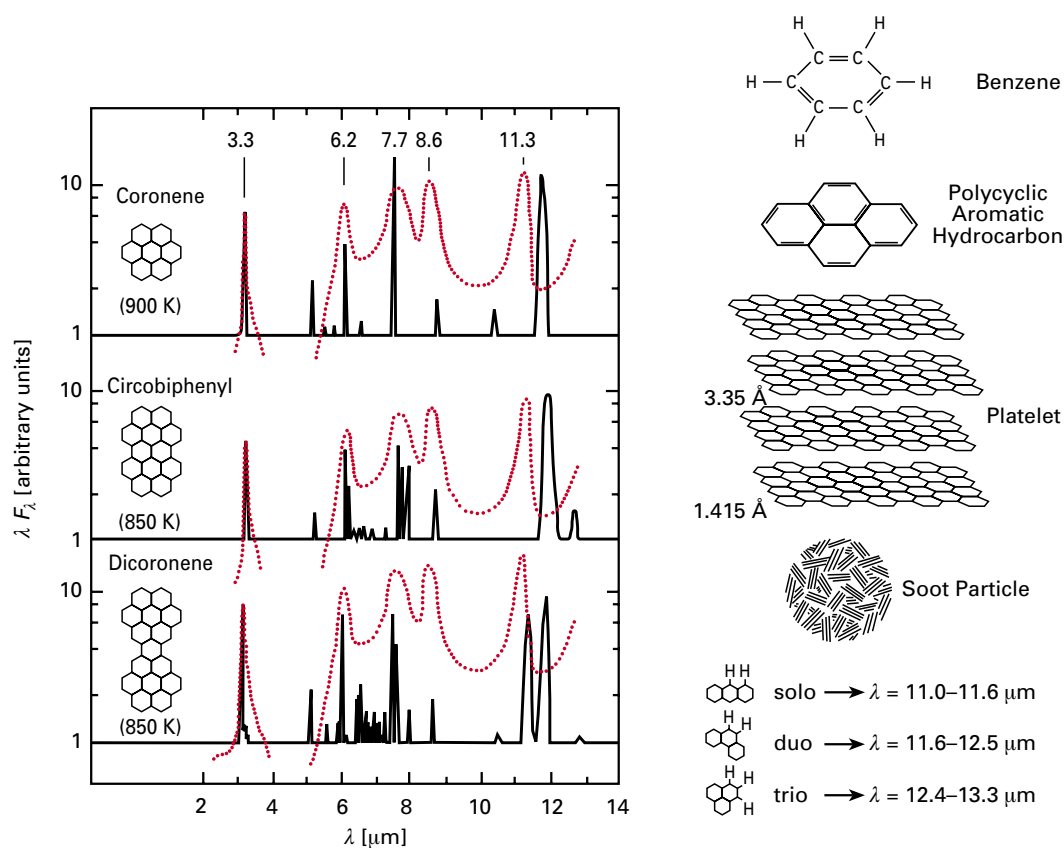 3.3 6.2 7.7 8.6 11.3
10
Coronene
(900 K)
1
10
Circobiphenyl
(850 K)
1
10
Dicoronene
(850 K)
1
2 4 6 8 10 12 14
λ [μm]
λ Fλ [arbitrary units]
H H
C C
H C C H
C C
H H
Benzene
Polycyclic
Aromatic
Hydrocarbon
3.35 Å
Platelet
1.415 Å
Soot Particle
H H
solo → λ = 11.0–11.6 μm
H
H
duo → λ = 11.6–12.5 μm
H
H
trio → λ = 12.4–13.3 μm
H